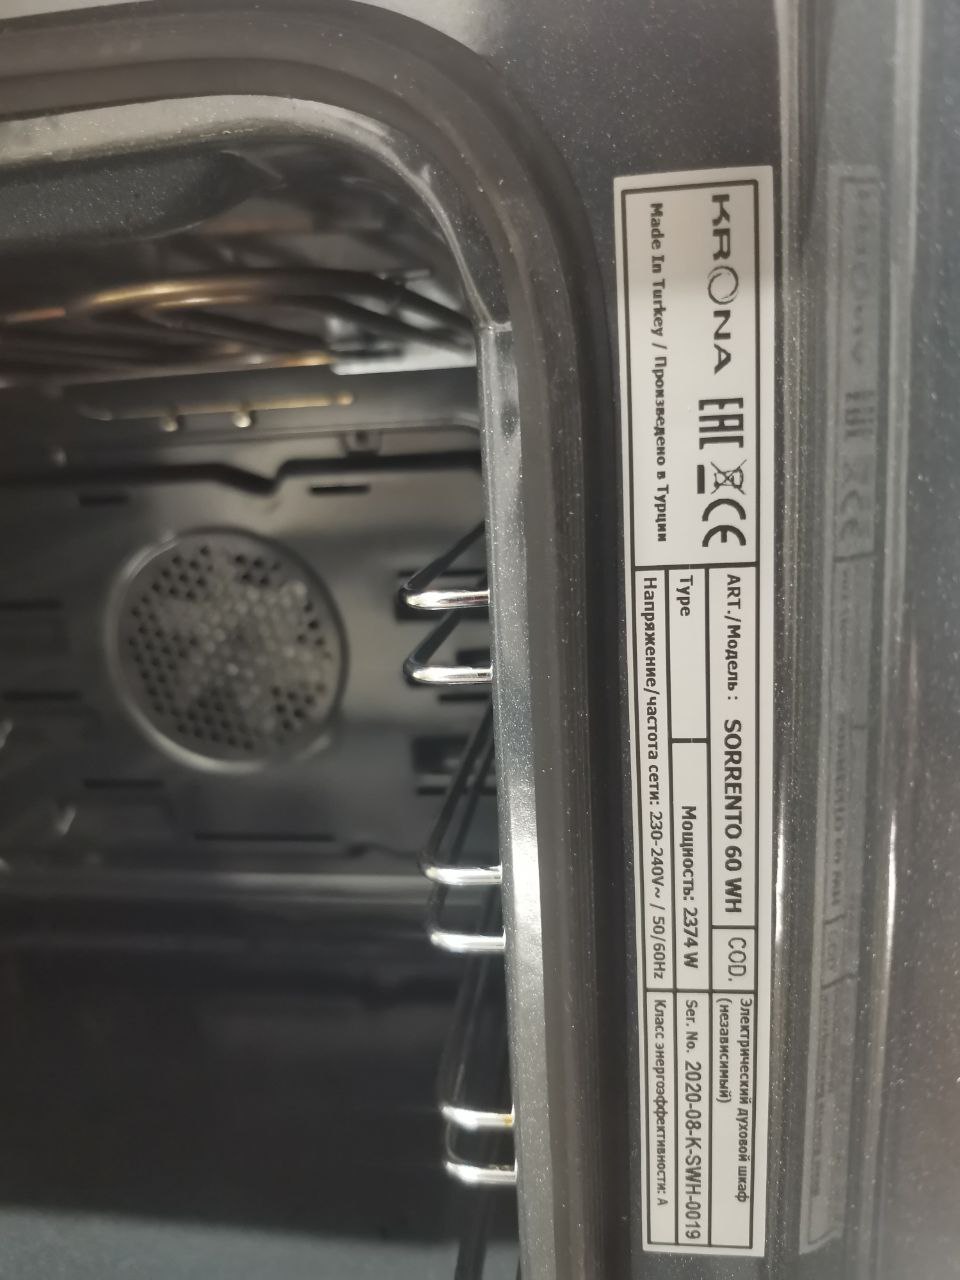 KRONA EAC CE
Made In Turkey / Произведено в Турции
ART./Модель : SORRENTO 60 WH
COD.
Электрический духовой шкаф
(независимый)
Type
Мощность: 2374 W
Ser. No. 2020-08-K-SWH-0019
Напряжение/частота сети: 230-240V~ / 50/60Hz
Класс энергоэффективности: A